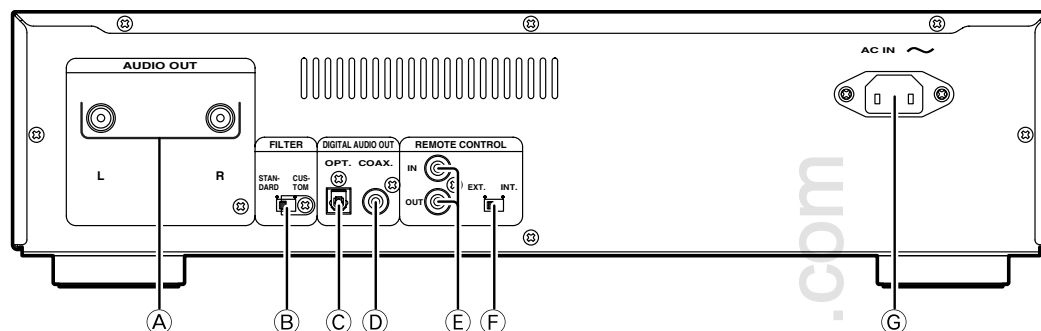 AC IN
AUDIO OUT
L
R
FILTER
STAN-
DARD
CUS-
TOM
DIGITAL AUDIO OUT
OPT.
COAX.
REMOTE CONTROL
IN
OUT
EXT.
INT.
.com
A
B
C
D
E
F
G